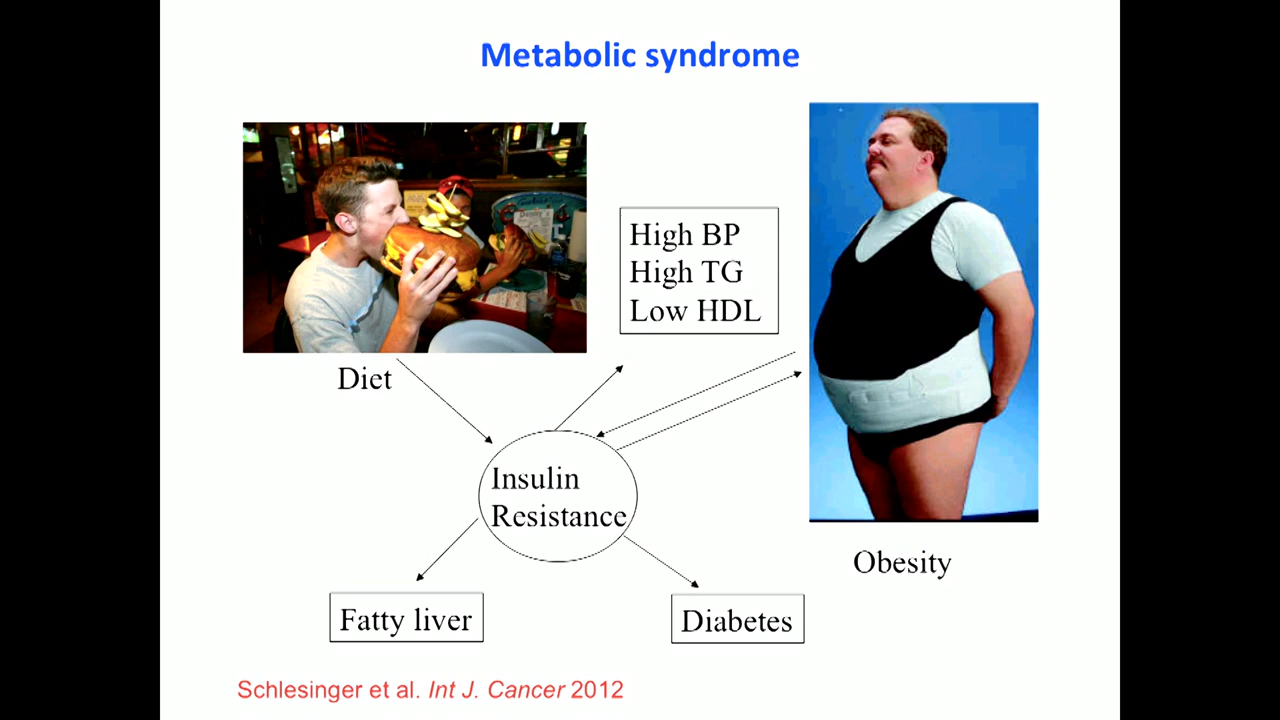 Metabolic syndrome
High BP
High TG
Low HDL
Diet
Insulin
Resistance
Obesity
Fatty liver
Diabetes
Schlesinger et al. Int J. Cancer 2012